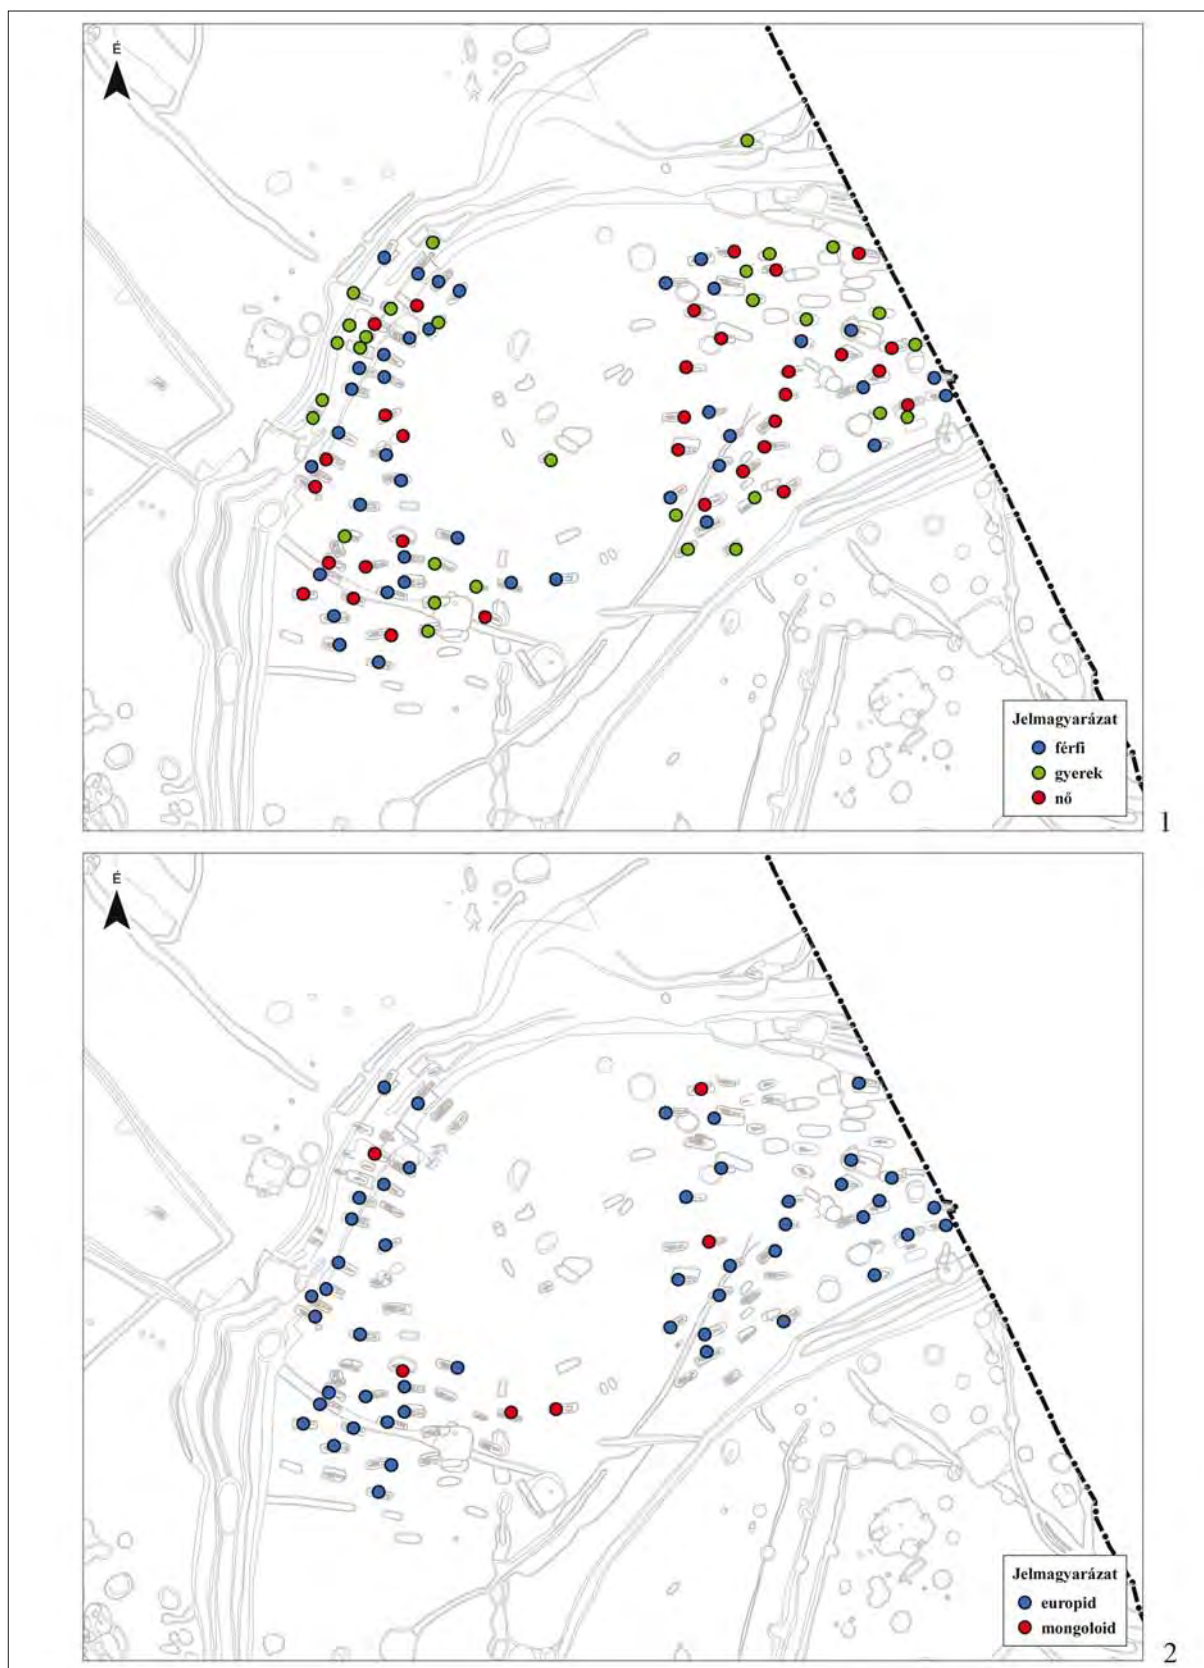 É
Jelmagyarázat
férfi
gyerek
nő
1
É
Jelmagyarázat
europid
mongoloid
2